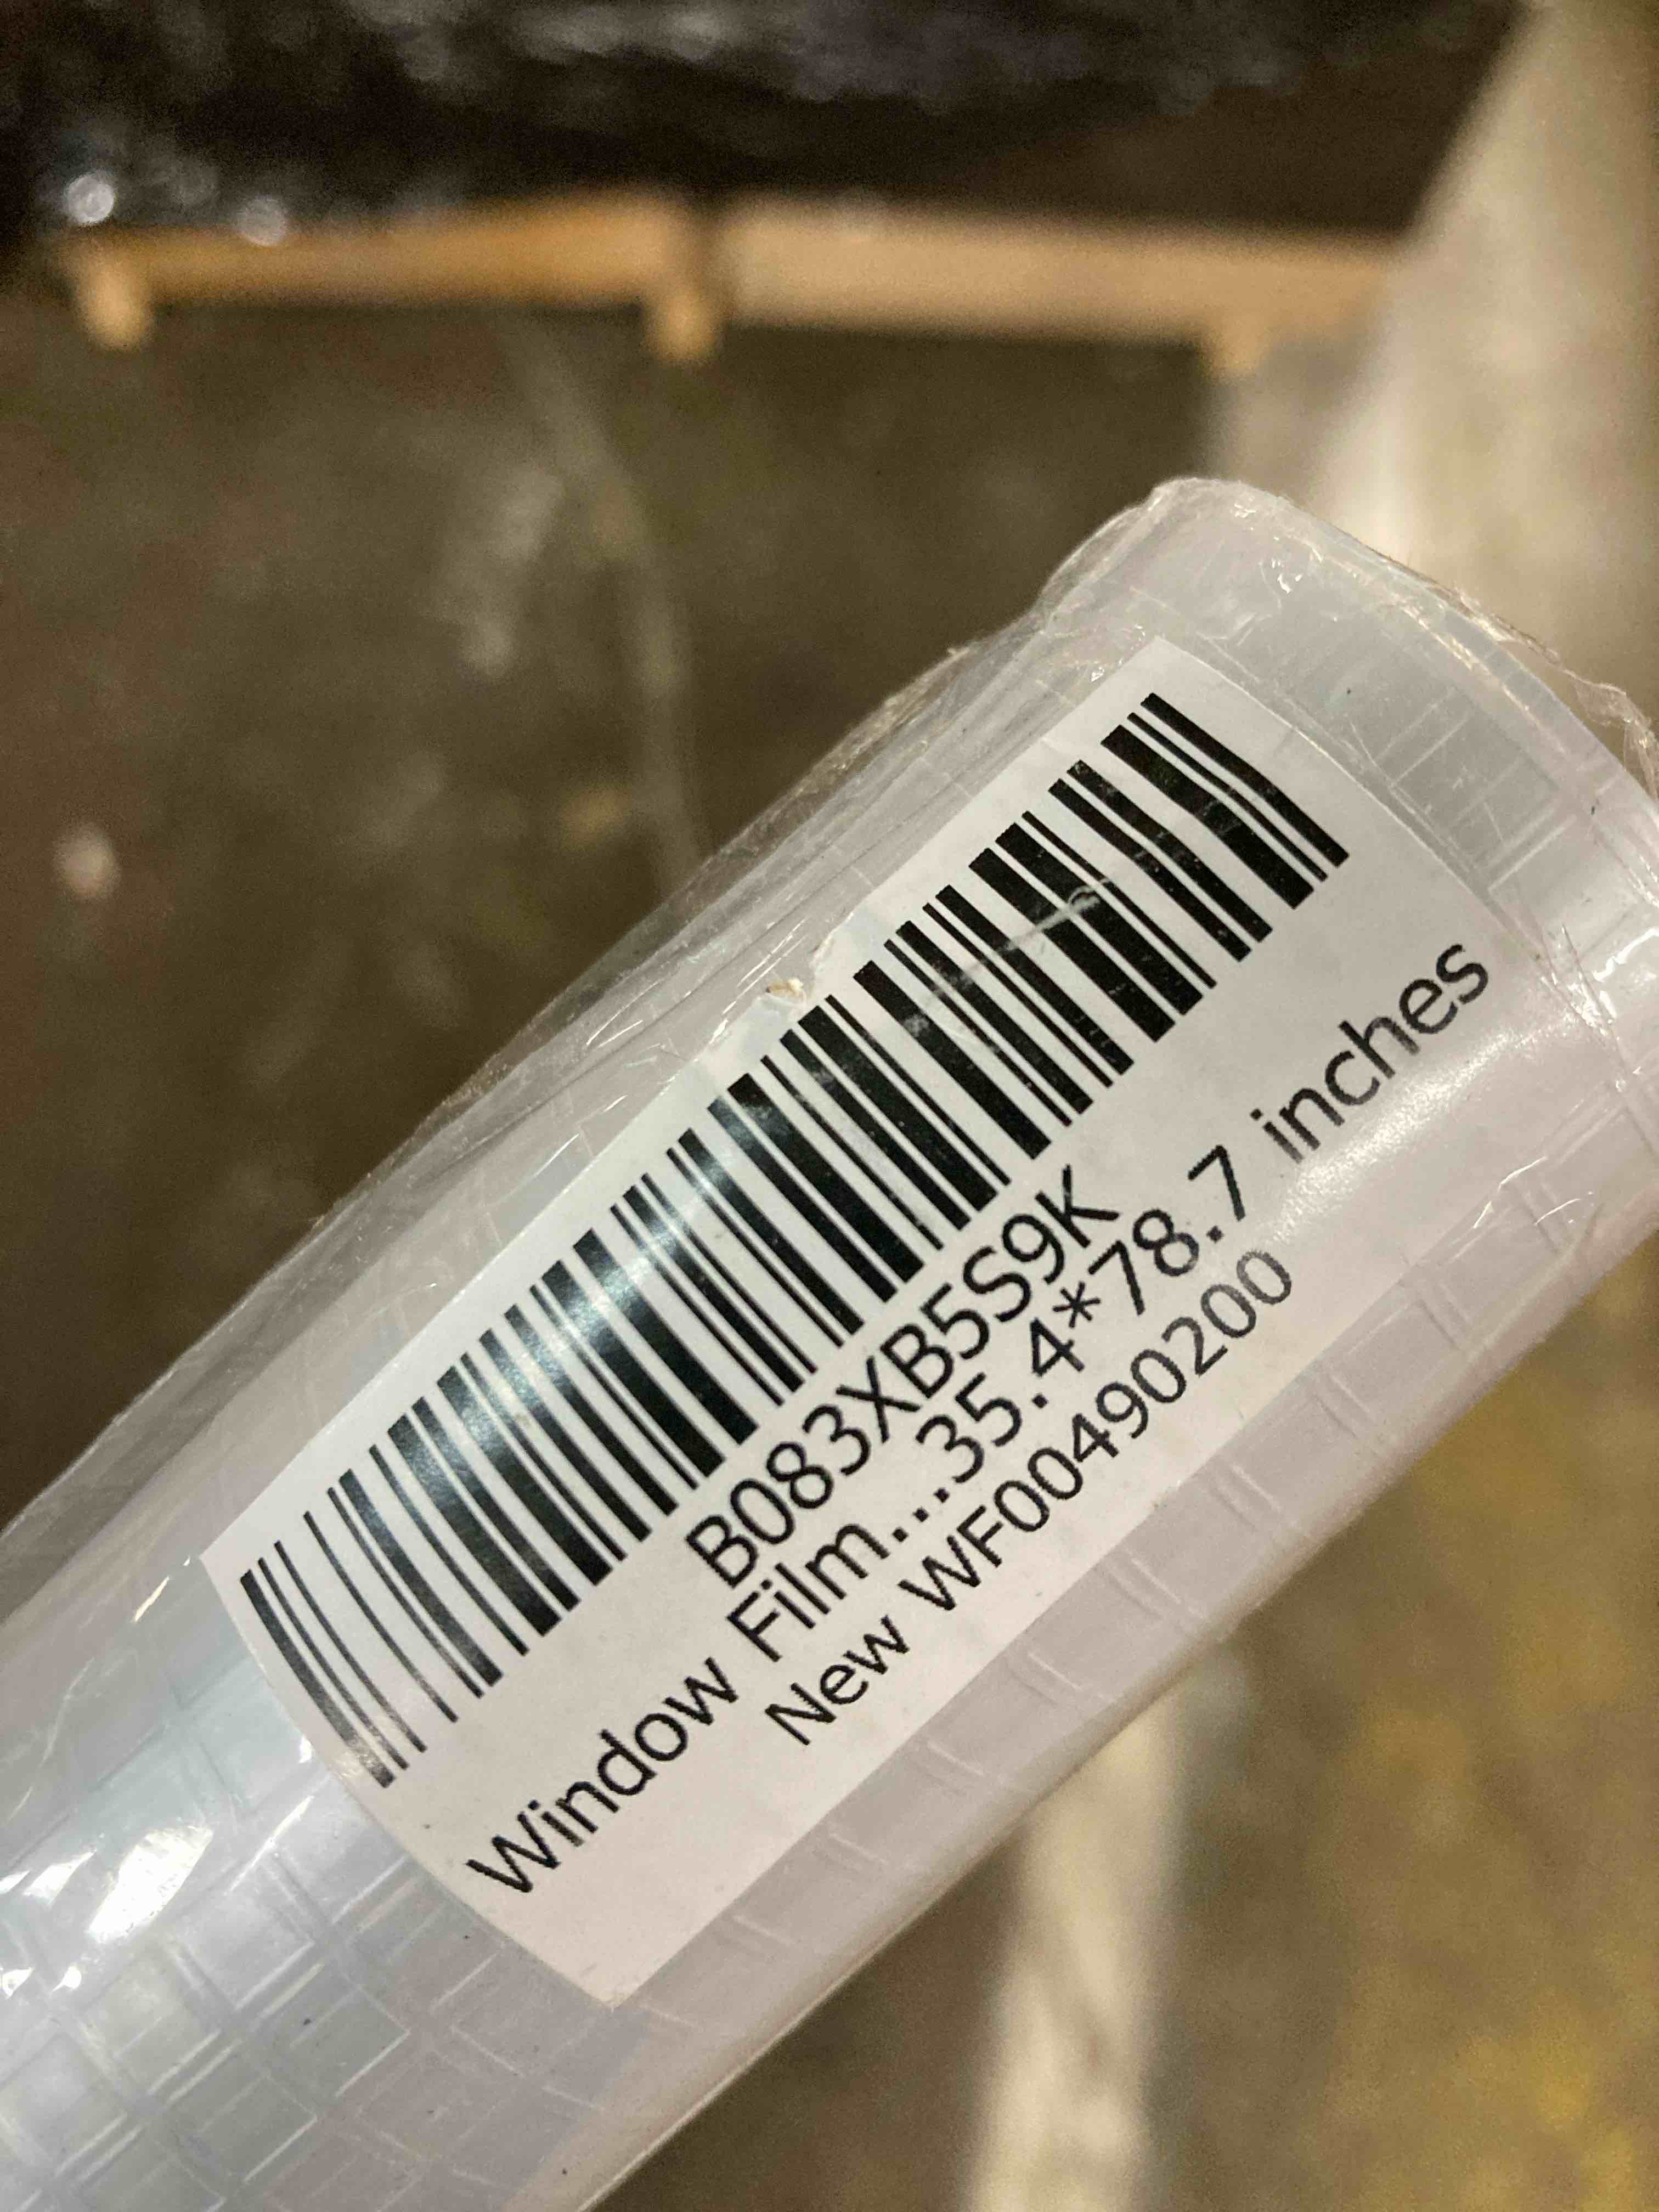 B083XB5S9K
Window Film...35.4*78.7 inches
New WF00490200